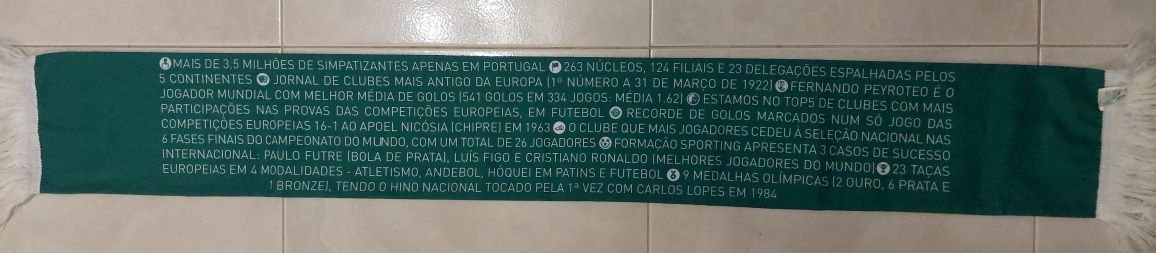 MAIS DE 3.5 MILHÕES DE SIMPATIZANTES APENAS EM PORTUGAL 263 NÚCLEOS, 124 FILIAIS E 23 DELEGAÇÕES ESPALHADAS PELOS
5 CONTINENTES JORNAL DE CLUBES MAIS ANTIGO DA EUROPA (1º NÚMERO A 31 DE MARÇO DE 1922) FERNANDO PEYROTEO É O
JOGADOR MUNDIAL COM MELHOR MÉDIA DE GOLOS (541 GOLOS EM 334 JOGOS: MÉDIA 1.62) ESTAMOS NO TOP5 DE CLUBES COM MAIS
PARTICIPAÇÕES NAS PROVAS DAS COMPETIÇÕES EUROPEIAS, EM FUTEBOL RECORDE DE GOLOS MARCADOS NUM SÓ JOGO DAS
COMPETIÇÕES EUROPEIAS 16-1 AO APOEL NICÓSIA (CHIPRE) EM 1963 O CLUBE QUE MAIS JOGADORES CEDEU À SELEÇÃO NACIONAL NAS
6 FASES FINAIS DO CAMPEONATO DO MUNDO, COM UM TOTAL DE 26 JOGADORES FORMAÇÃO SPORTING APRESENTA 3 CASOS DE SUCESSO
INTERNACIONAL: PAULO FUTRE (BOLA DE PRATA), LUÍS FIGO E CRISTIANO RONALDO (MELHORES JOGADORES DO MUNDO) 23 TAÇAS
EUROPEIAS EM 4 MODALIDADES - ATLETISMO, ANDEBOL, HÓQUEI EM PATINS E FUTEBOL 9 MEDALHAS OLÍMPICAS (2 OURO, 6 PRATA E
1 BRONZE), TENDO O HINO NACIONAL TOCADO PELA 1ª VEZ COM CARLOS LOPES EM 1984